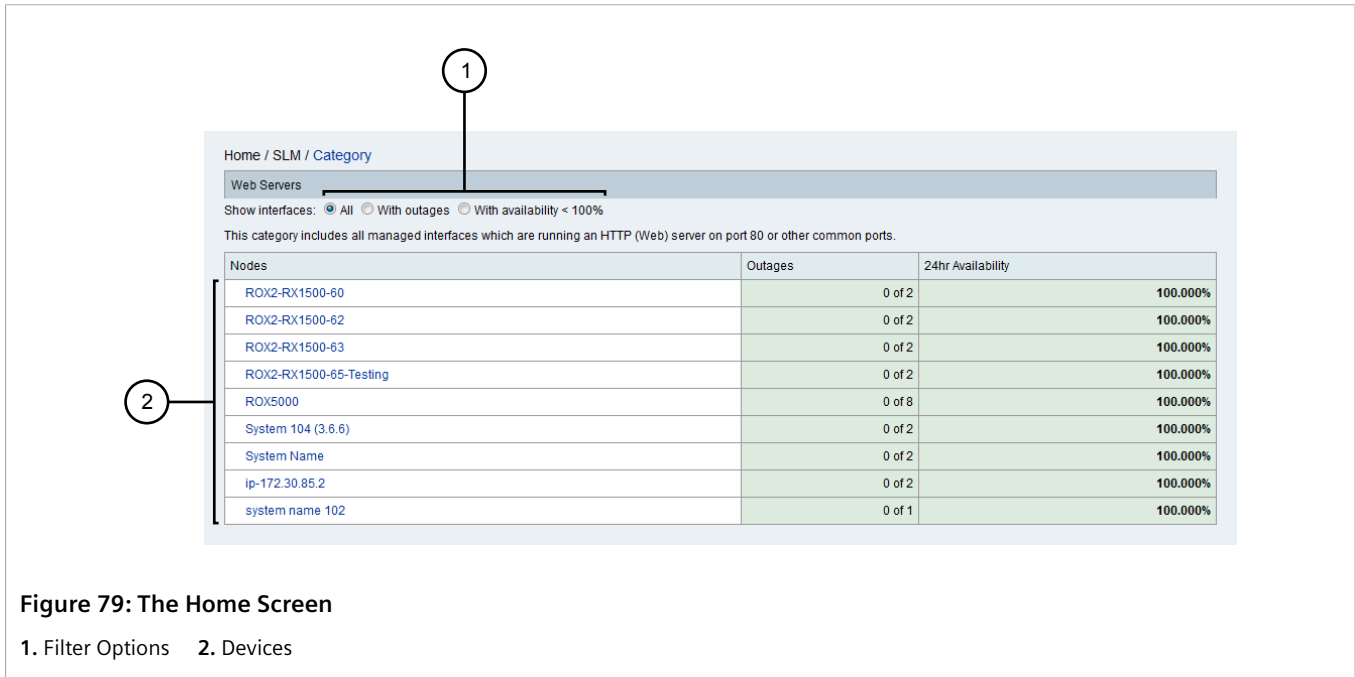 1
Home / SLM / Category
Web Servers
Show interfaces: All With outages With availability < 100%
This category includes all managed interfaces which are running an HTTP (Web) server on port 80 or other common ports.
Nodes Outages 24hr Availability
ROX2-RX1500-60 0 of 2 100.000%
ROX2-RX1500-62 0 of 2 100.000%
ROX2-RX1500-63 0 of 2 100.000%
ROX2-RX1500-65-Testing 0 of 2 100.000%
2
ROX5000 0 of 8 100.000%
System 104 (3.6.6) 0 of 2 100.000%
System Name 0 of 2 100.000%
ip-172.30.85.2 0 of 2 100.000%
system name 102 0 of 1 100.000%
Figure 79: The Home Screen
1. Filter Options 2. Devices